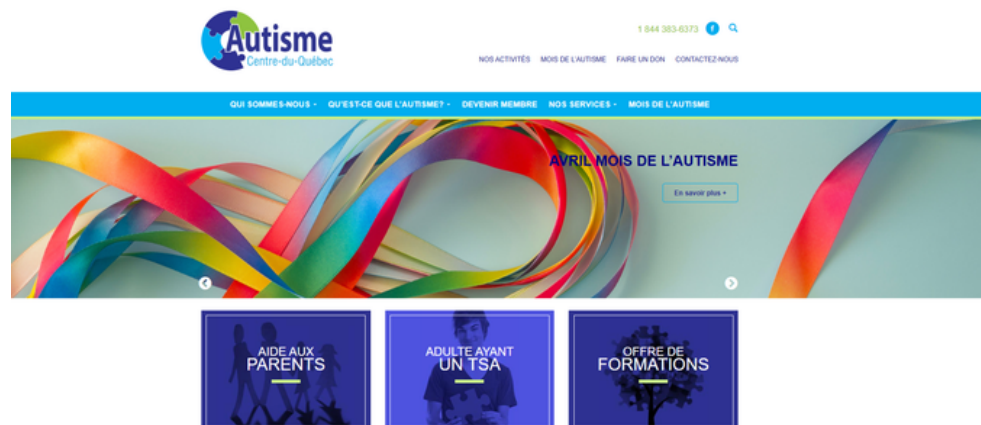 Autisme
Centre-du-Québec
1 844 383-6373
NOS ACTIVITÉS MOIS DE L'AUTISME FAIRE UN DON CONTACTEZ-NOUS
QUI SOMMES-NOUS QU'EST-CE QUE L'AUTISME? DEVENIR MEMBRE NOS SERVICES MOIS DE L'AUTISME
AVRIL MOIS DE L'AUTISME
En savoir plus +
AIDE AUX
PARENTS
ADULTE AYANT
UN TSA
OFFRE DE
FORMATIONS